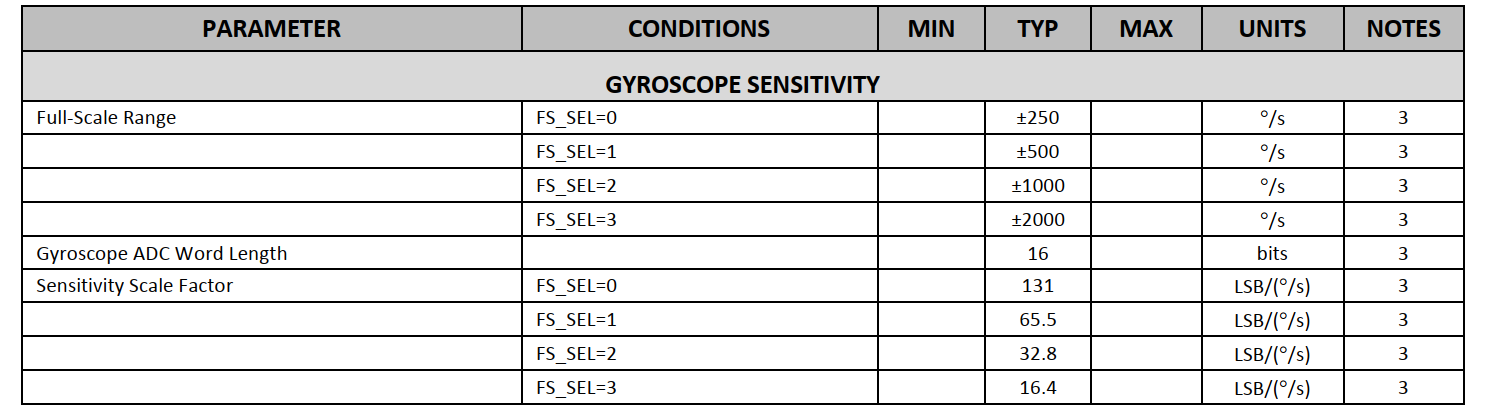 PARAMETER CONDITIONS MIN TYP MAX UNITS NOTES
GYROSCOPE SENSITIVITY
Full-Scale Range FS_SEL=0 ±250 °/s 3
FS_SEL=1 ±500 °/s 3
FS_SEL=2 ±1000 °/s 3
FS_SEL=3 ±2000 °/s 3
Gyroscope ADC Word Length 16 bits 3
Sensitivity Scale Factor FS_SEL=0 131 LSB/(°/s) 3
FS_SEL=1 65.5 LSB/(°/s) 3
FS_SEL=2 32.8 LSB/(°/s) 3
FS_SEL=3 16.4 LSB/(°/s) 3